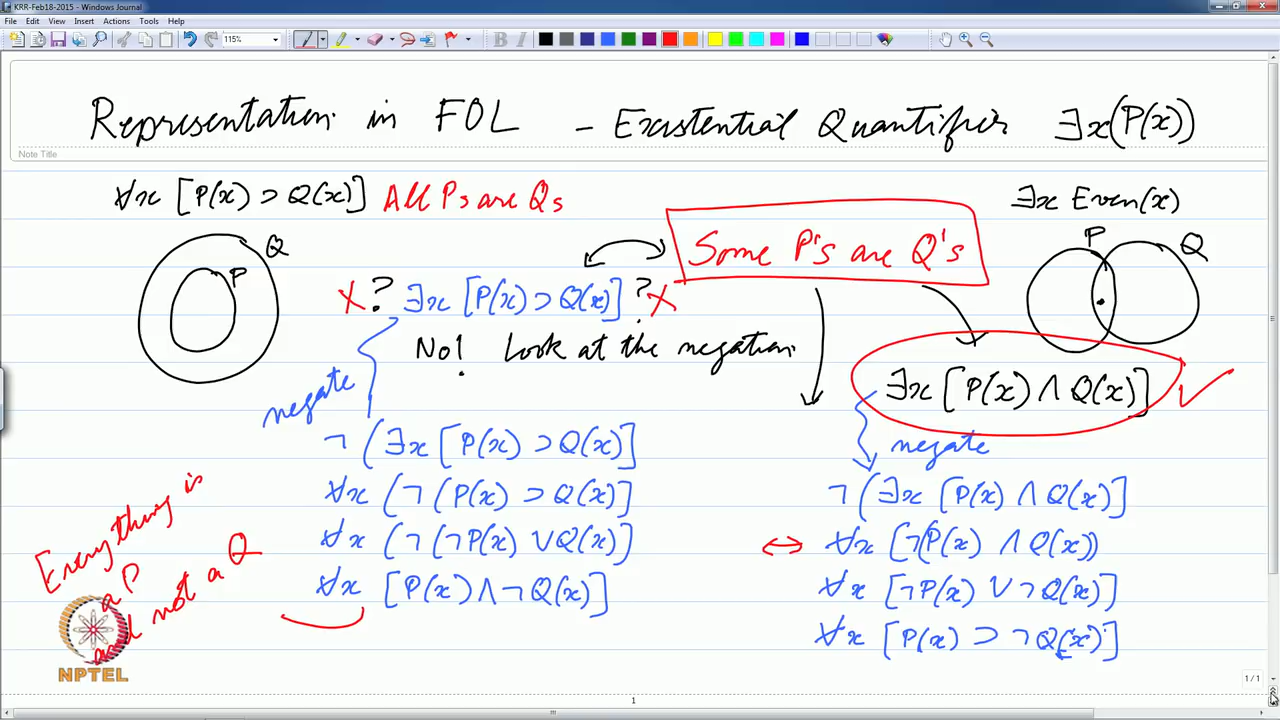 KRR-Feb18-2015 - Windows Journal
File Edit View Insert Actions Tools Help
115%
Representation in FOL - Existential Quantifier ∃x(P(x))
Note Title
∀x [P(x) ⊃ Q(x)] All Ps are Qs
∃x Even(x)
Q
P
Some P's are Q's
P
Q
X ? ∃x [P(x) ⊃ Q(x)] ? X
No! Look at the negation.
∃x [P(x) ∧ Q(x)] ✓
negate
negate
¬ (∃x [P(x) ⊃ Q(x)]
∀x (¬ (P(x) ⊃ Q(x)]
∀x (¬ (¬P(x) ∨ Q(x)]
∀x [P(x) ∧ ¬ Q(x)]
Everything is
a P
and not a Q
¬ (∃x [P(x) ∧ Q(x)]
⇔ ∀x [¬(P(x) ∧ Q(x))
∀x [¬P(x) ∨ ¬Q(x)]
∀x [P(x) ⊃ ¬Q(x)]
NPTEL
1 / 1
1